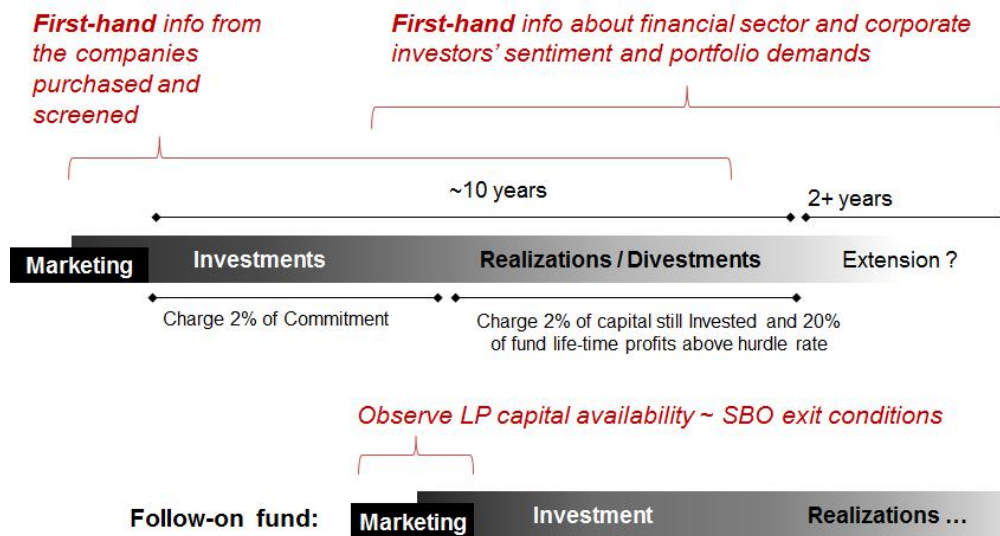 First-hand info from
the companies
purchased and
screened
First-hand info about financial sector and corporate
investors’ sentiment and portfolio demands
~10 years
2+ years
Marketing
Investments
Realizations / Divestments
Extension ?
Charge 2% of Commitment
Charge 2% of capital still Invested and 20%
of fund life-time profits above hurdle rate
Observe LP capital availability ~ SBO exit conditions
Follow-on fund:
Marketing
Investment
Realizations ...